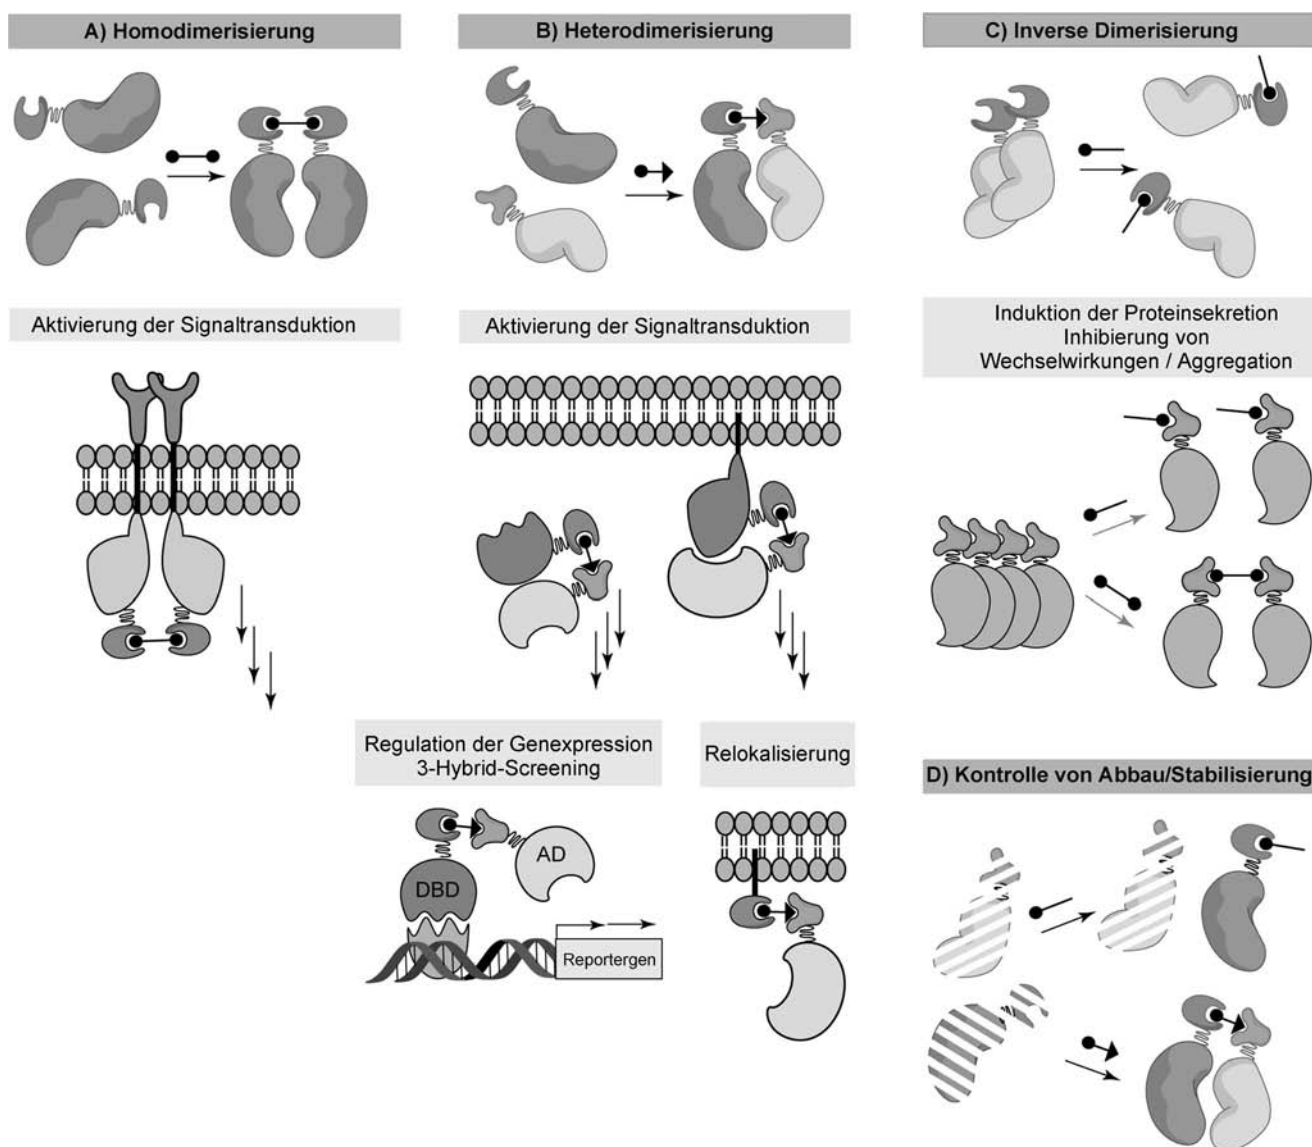 A) Homodimerisierung
B) Heterodimerisierung
C) Inverse Dimerisierung
Aktivierung der Signaltransduktion
Aktivierung der Signaltransduktion
Induktion der Proteinsekretion
Inhibierung von
Wechselwirkungen / Aggregation
Regulation der Genexpression
3-Hybrid-Screening
Relokalisierung
D) Kontrolle von Abbau/Stabilisierung
AD
DBD
Reportergen